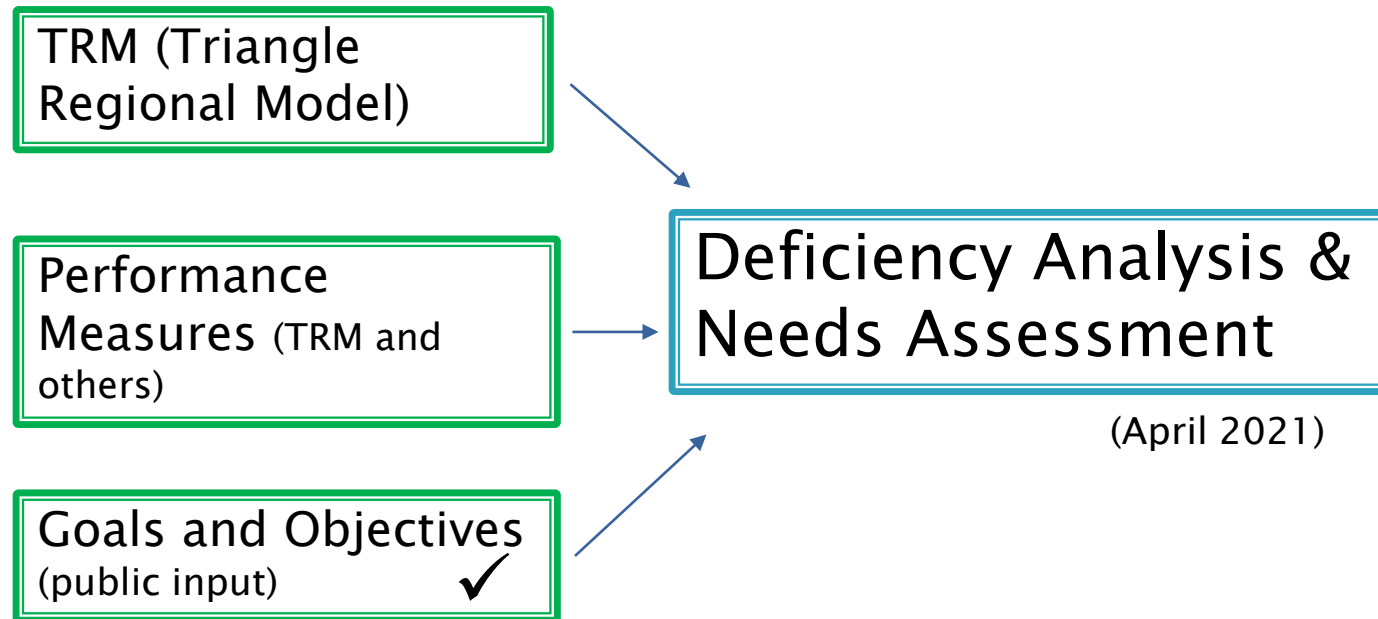 TRM (Triangle
Regional Model)
Performance
Measures (TRM and
others)
Goals and Objectives
(public input) ✓
Deficiency Analysis &
Needs Assessment
(April 2021)